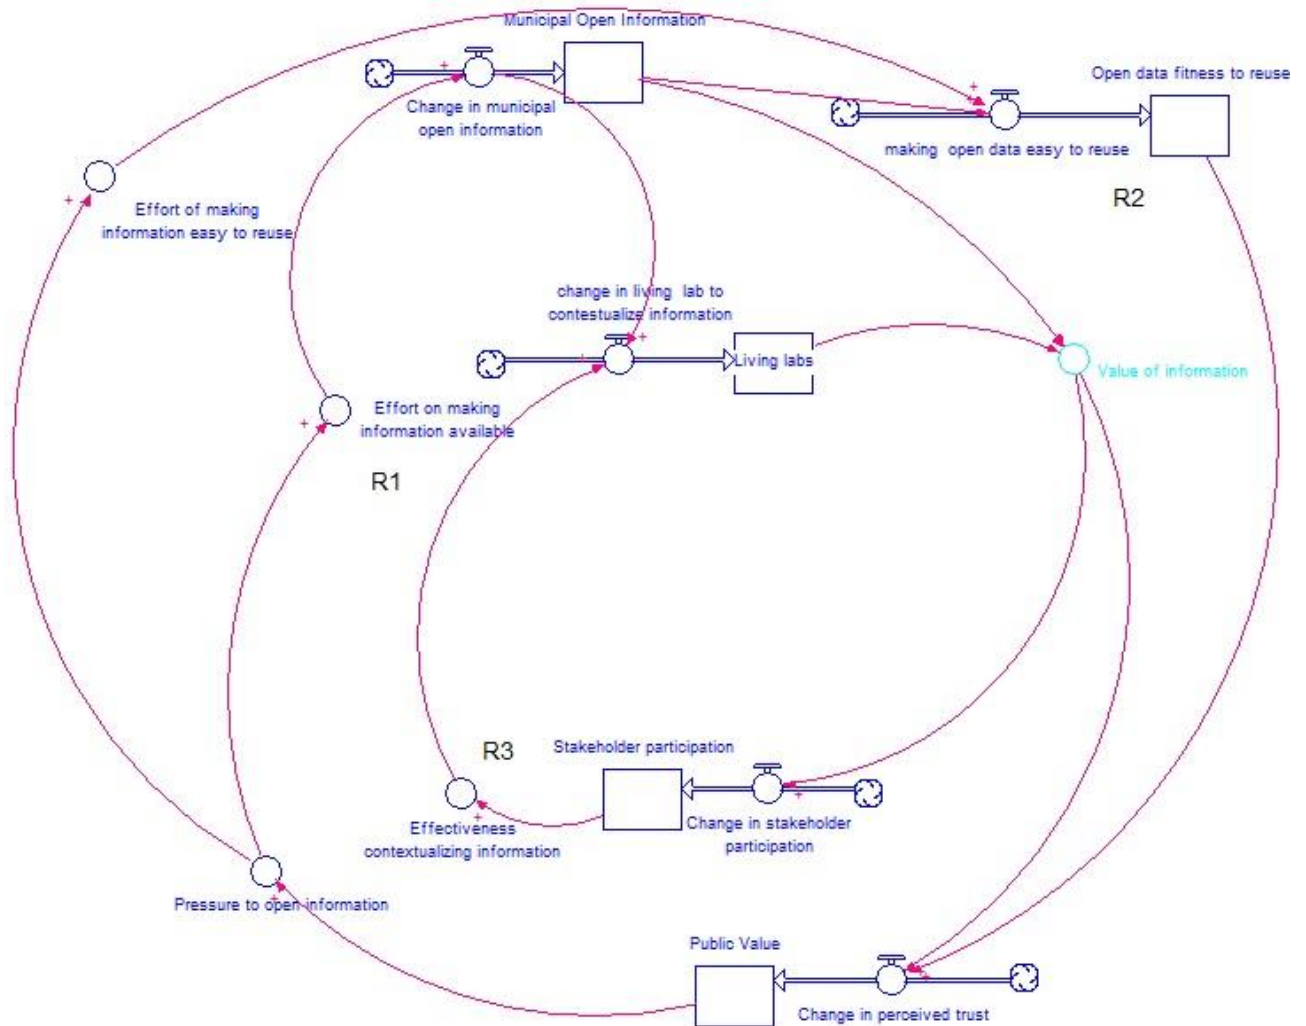 Municipal Open Information
Open data fitness to reuse
Change in municipal
open information
making open data easy to reuse
R2
Effort of making
information easy to reuse
change in living lab to
contestualize information
Living labs
Value of information
Effort on making
information available
R1
R3
Stakeholder participation
Effectiveness
contextualizing information
Change in stakeholder
participation
Pressure to open information
Public Value
Change in perceived trust